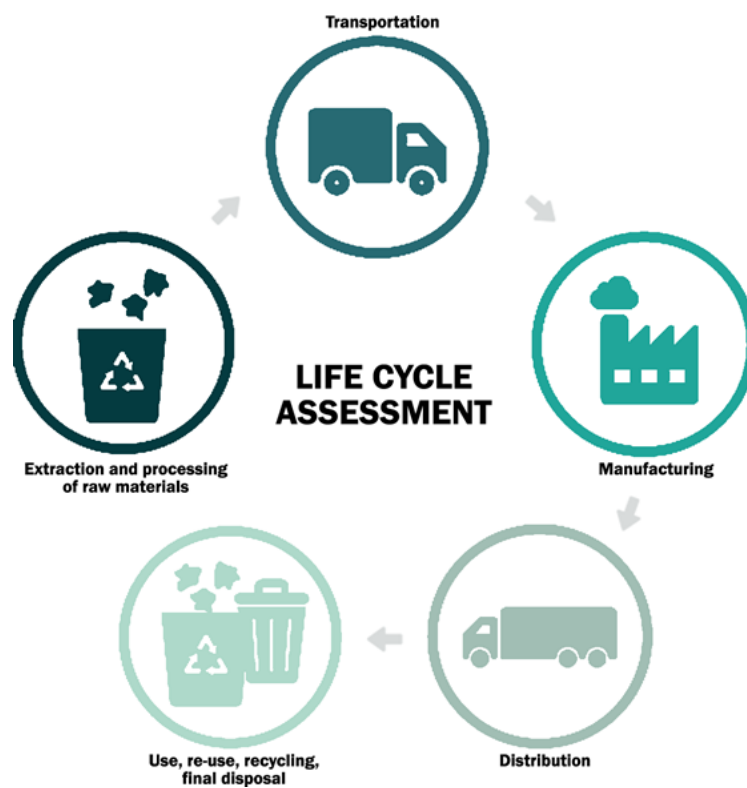 Transportation
LIFE CYCLE
ASSESSMENT
Extraction and processing
of raw materials
Manufacturing
Use, re-use, recycling,
final disposal
Distribution